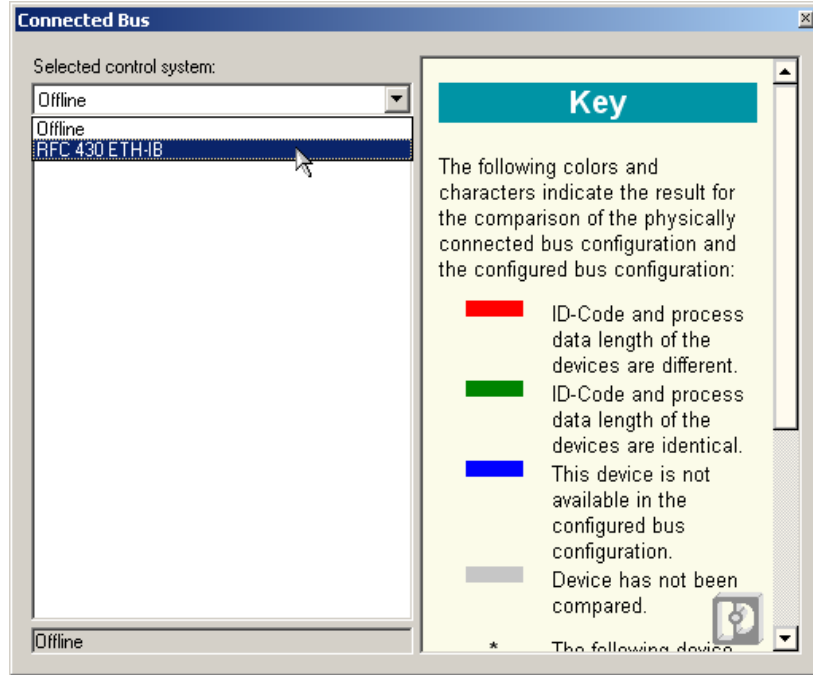 Connected Bus
Selected control system:
Offline
Offline
RFC 430 ETH-IB
Offline
Key
The following colors and
characters indicate the result for
the comparison of the physically
connected bus configuration and
the configured bus configuration:
ID-Code and process
data length of the
devices are different.
ID-Code and process
data length of the
devices are identical.
This device is not
available in the
configured bus
configuration.
Device has not been
compared.
* The following device